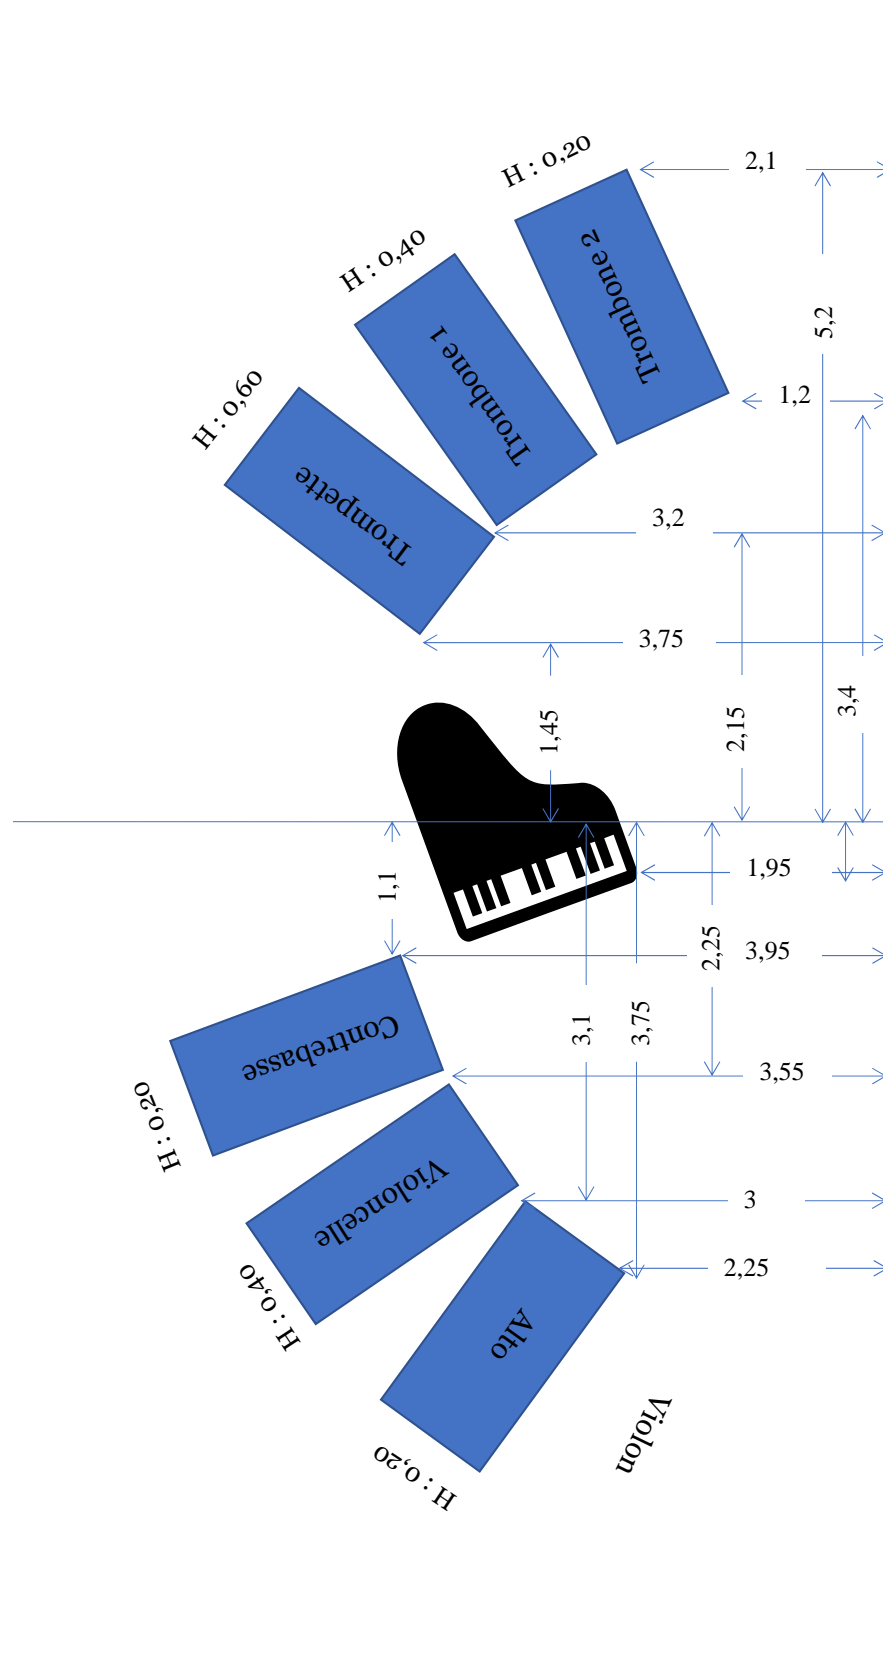 H : 0,20
2,1
Trombone 2
H : 0,40
5,2
Trombone 1
H : 0,60
1,2
Trompette
3,2
3,75
3,4
2,15
1,45
1,95
1,1
2,25
3,95
Contrebasse
3,1
3,75
3,55
H : 0,20
Violoncelle
3
2,25
H : 0,40
Alto
Violon
H : 0,20